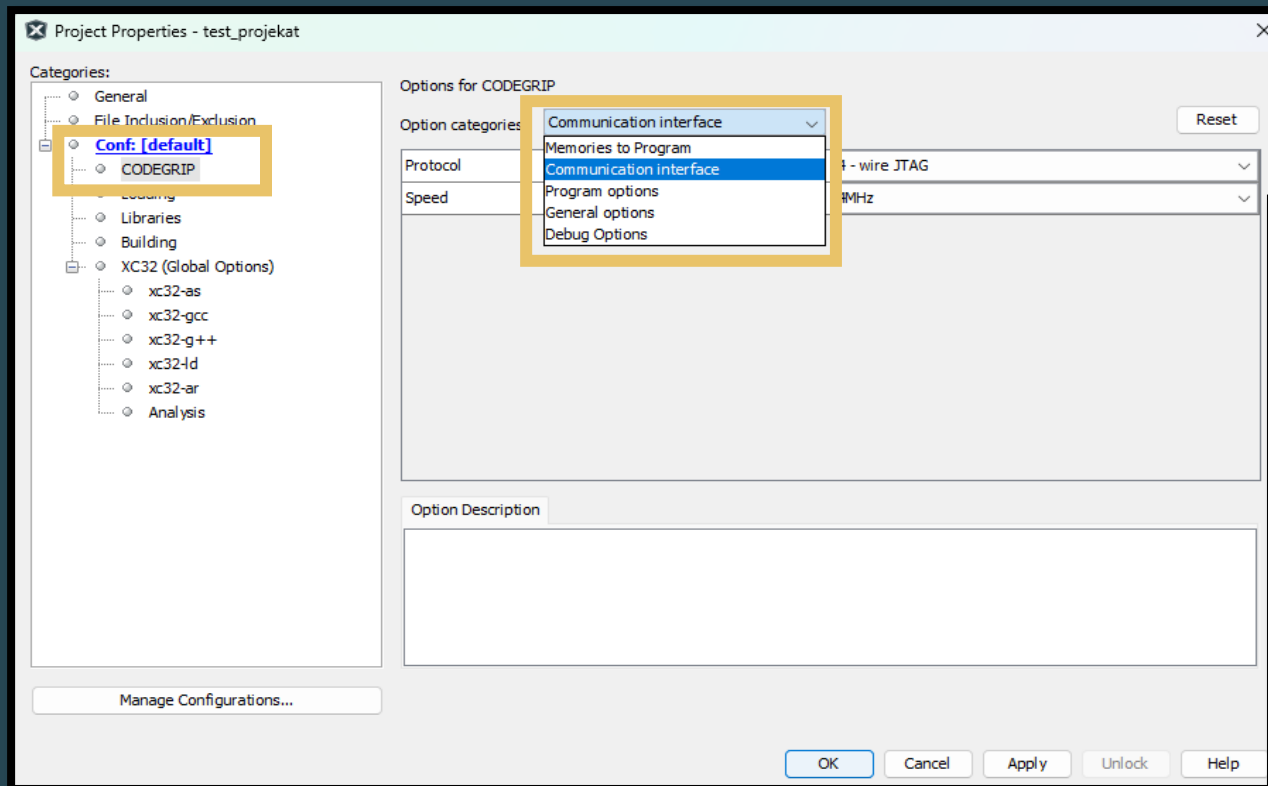 Project Properties - test_projekat
Categories:
General
File Inclusion/Exclusion
Conf: [default]
CODEGRIP
Loading
Libraries
Building
XC32 (Global Options)
xc32-as
xc32-gcc
xc32-g++
xc32-ld
xc32-ar
Analysis
Manage Configurations...
Options for CODEGRIP
Option categories
Communication interface
Reset
Memories to Program
Communication interface
Program options
General options
Debug Options
Protocol
4 - wire JTAG
Speed
4MHz
Option Description
OK
Cancel
Apply
Unlock
Help